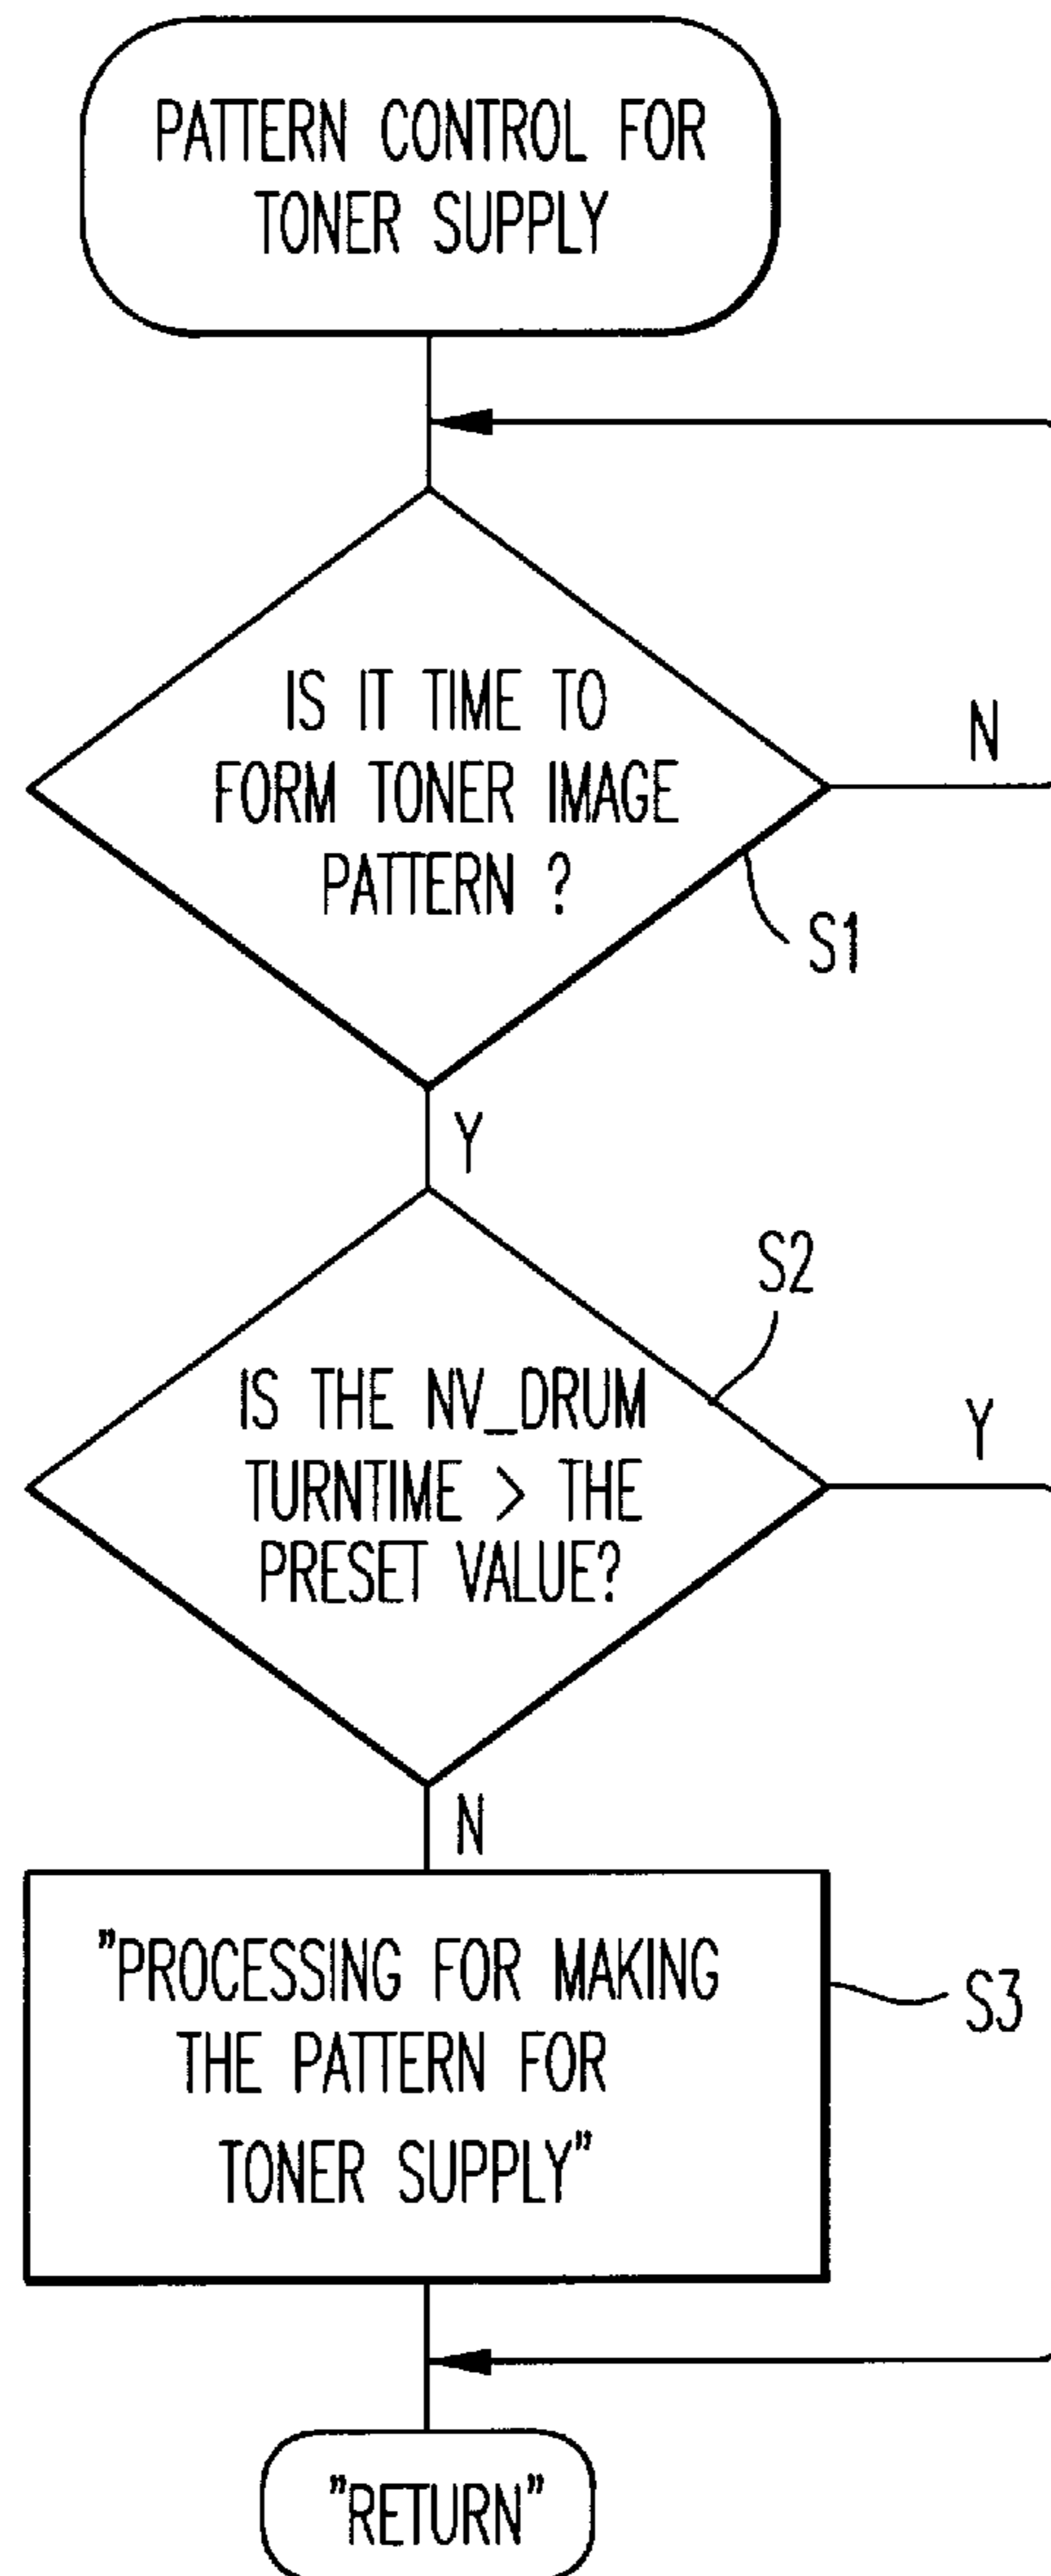 PATTERN CONTROL FOR
TONER SUPPLY
IS IT TIME TO
FORM TONER IMAGE
PATTERN ?
N
S1
Y
S2
IS THE NV_DRUM
TURNTIME > THE
PRESET VALUE?
Y
N
"PROCESSING FOR MAKING
THE PATTERN FOR
TONER SUPPLY"
S3
"RETURN"